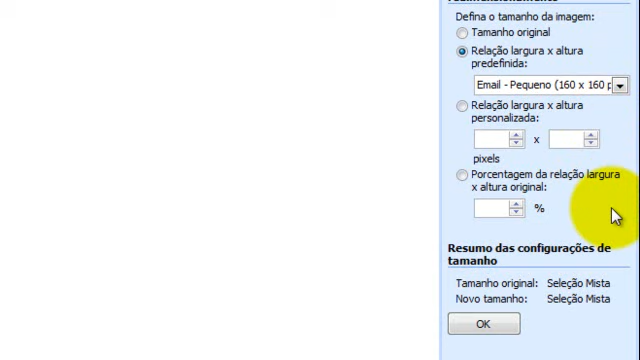 Defina o tamanho da imagem:
Tamanho original
Relação largura x altura
predefinida:
Email - Pequeno (160 x 160 p
Relação largura x altura
personalizada:
x
pixels
Porcentagem da relação largura
x altura original:
%
Resumo das configurações de
tamanho
Tamanho original: Seleção Mista
Novo tamanho: Seleção Mista
OK